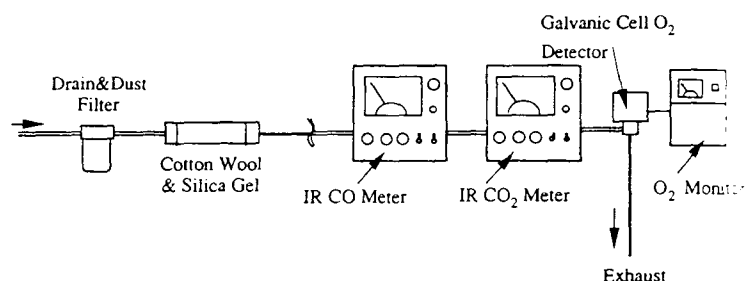 Galvanic Cell O2
Detector
Drain&Dust
Filter
Cotton Wool
& Silica Gel
IR CO Meter
IR CO2 Meter
O2 Monitor
Exhaust